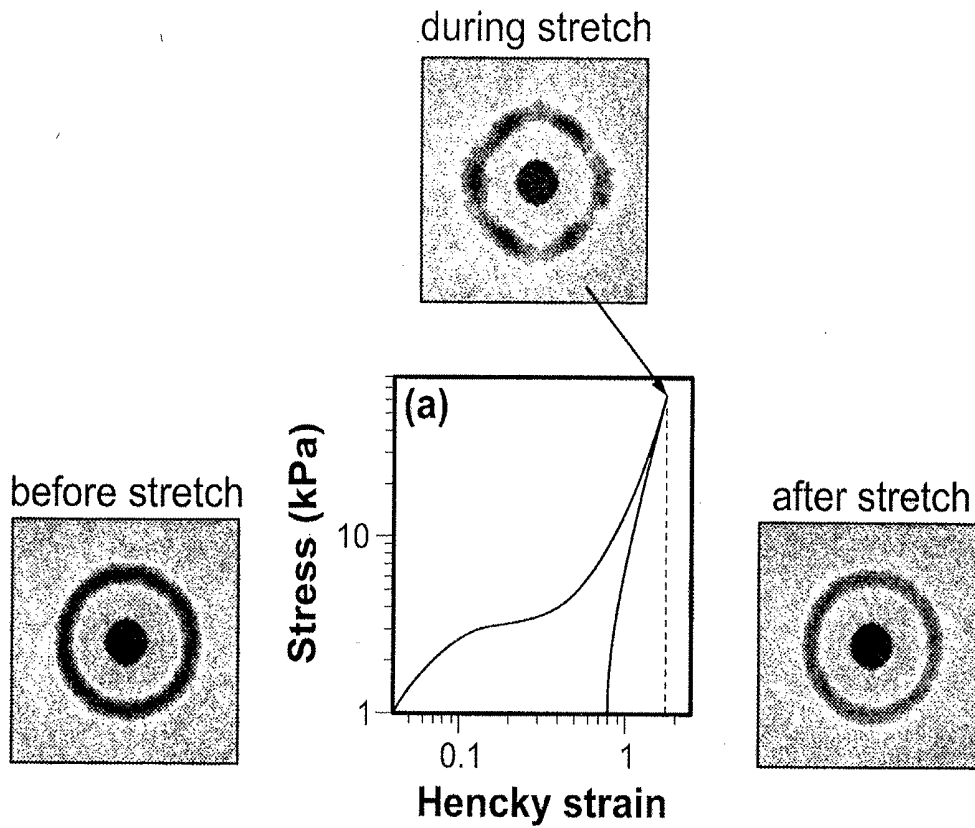 during stretch
(a)
before stretch
after stretch
Stress (kPa)
10
1
0.1
1
Hencky strain